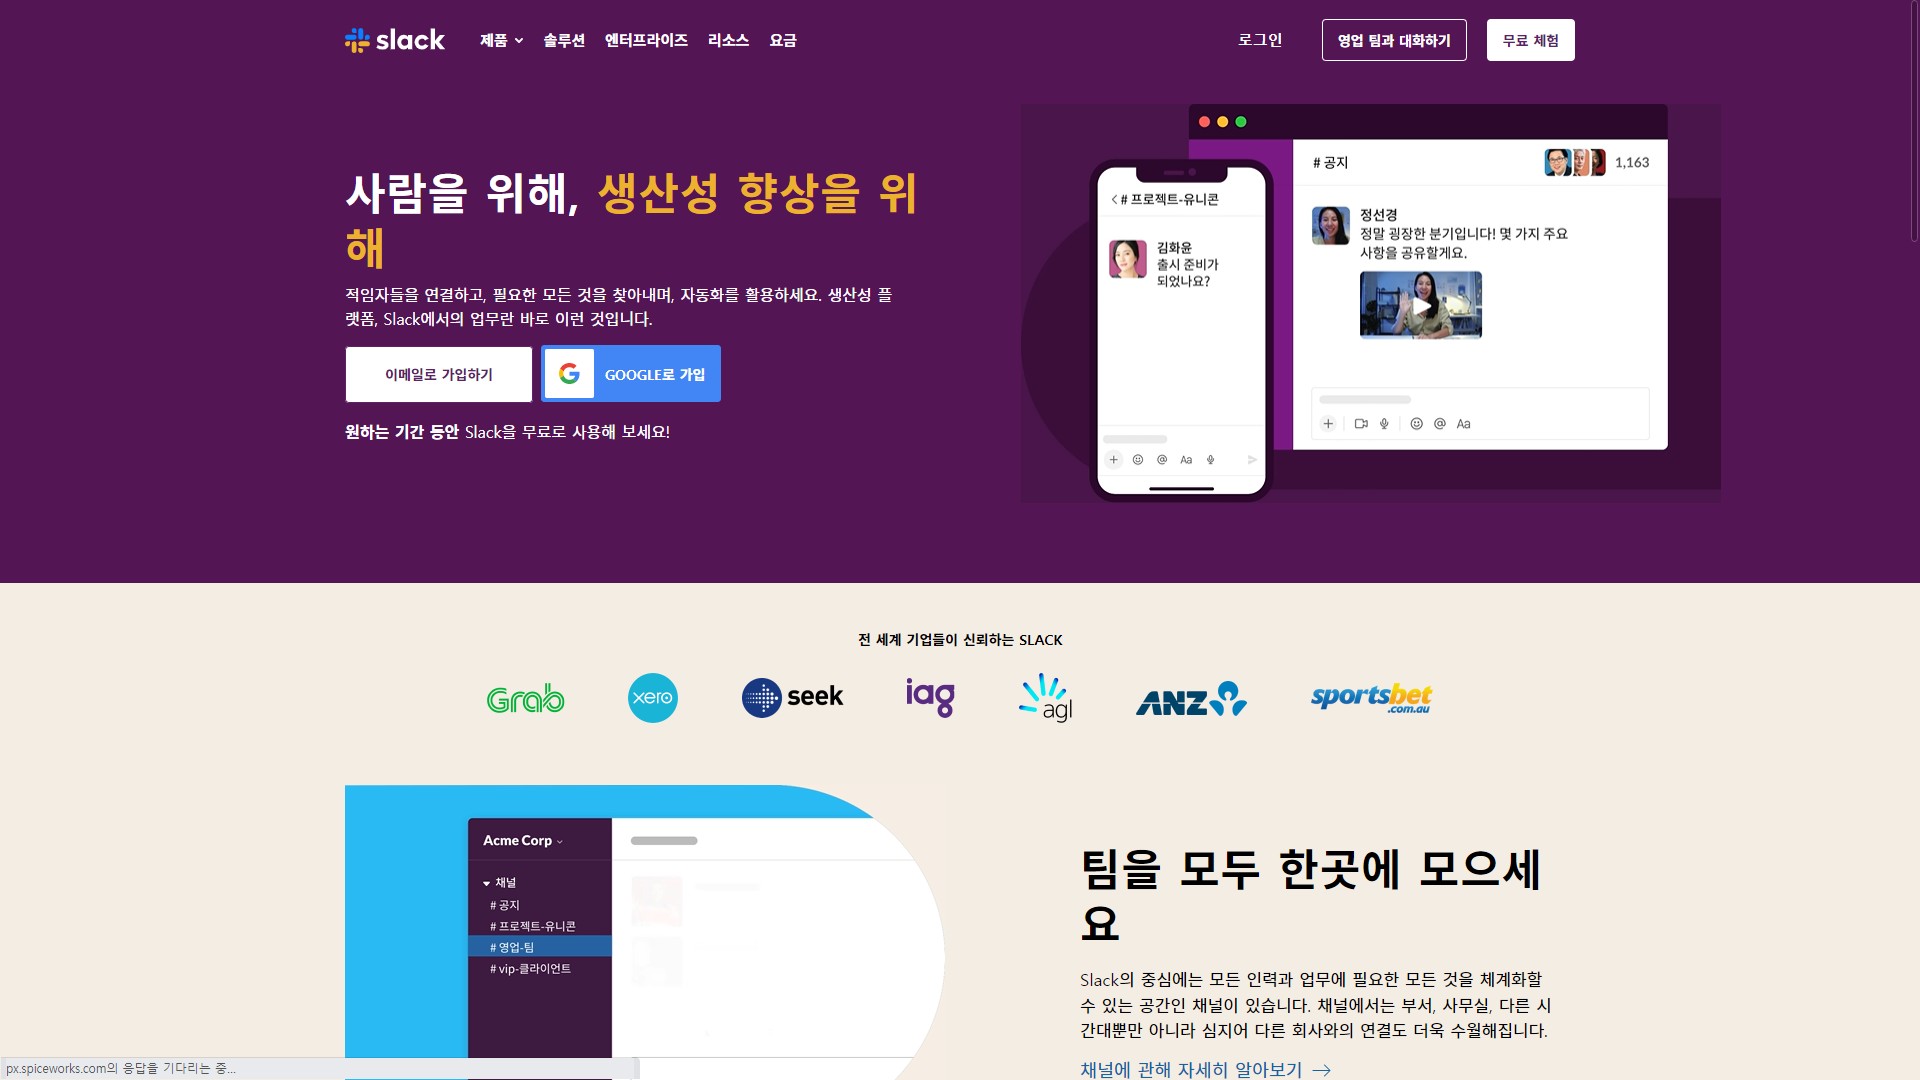 slack 제품 솔루션 엔터프라이즈 리소스 요금 로그인 영업 팀과 대화하기 무료 체험
사람을 위해, 생산성 향상을 위
해
적임자들을 연결하고, 필요한 모든 것을 찾아내며, 자동화를 활용하세요. 생산성 플
랫폼, Slack에서의 업무란 바로 이런 것입니다.
이메일로 가입하기 GOOGLE로 가입
원하는 기간 동안 Slack을 무료로 사용해 보세요!
# 프로젝트-유니콘
김화윤
출시 준비가
되었나요?
Aa
# 공지 1,163
정선경
정말 굉장한 분기입니다! 몇 가지 주요
사항을 공유할게요.
Aa
전 세계 기업들이 신뢰하는 SLACK
Grab xero seek iag agl ANZ sportsbet.com.au
Acme Corp
채널
# 공지
# 프로젝트-유니콘
# 영업-팀
# vip-클라이언트
팀을 모두 한곳에 모으세
요
Slack의 중심에는 모든 인력과 업무에 필요한 모든 것을 체계화할
수 있는 공간인 채널이 있습니다. 채널에서는 부서, 사무실, 다른 시
간대뿐만 아니라 심지어 다른 회사와의 연결도 더욱 수월해집니다.
채널에 관해 자세히 알아보기 →
px.spiceworks.com의 응답을 기다리는 중...